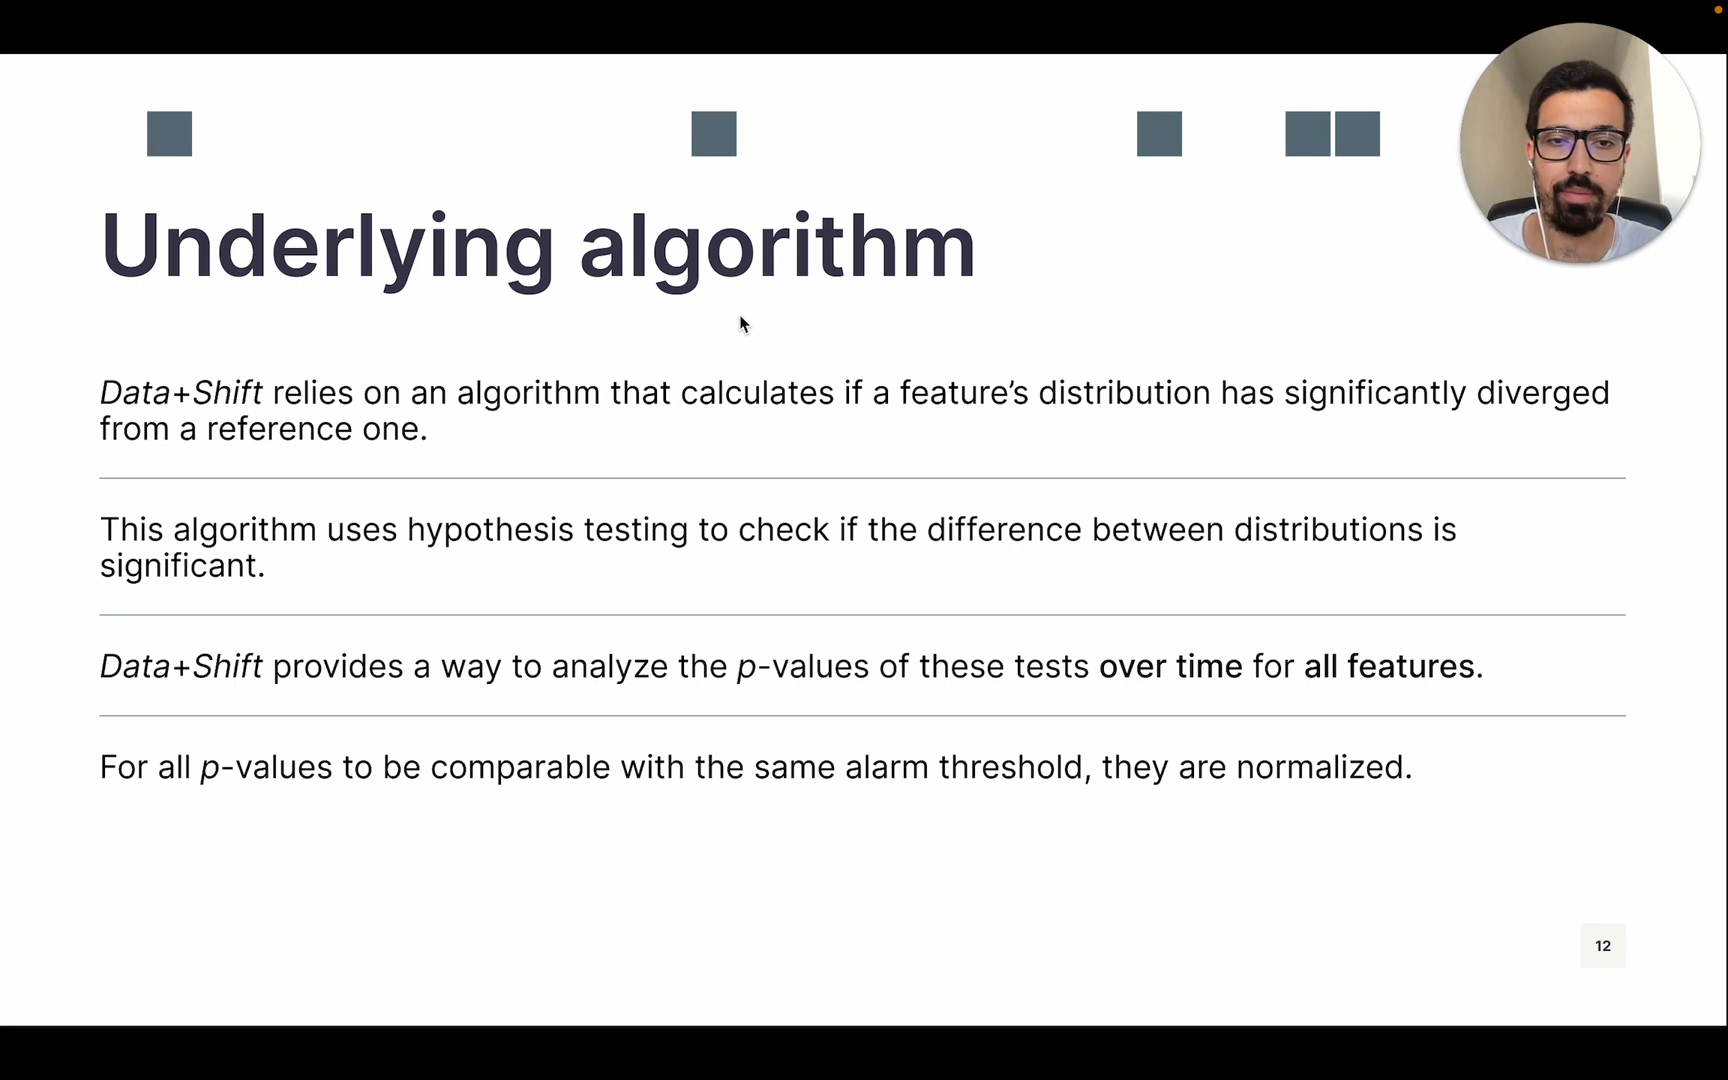 Underlying algorithm
Data+Shift relies on an algorithm that calculates if a feature’s distribution has significantly diverged
from a reference one.
This algorithm uses hypothesis testing to check if the difference between distributions is
significant.
Data+Shift provides a way to analyze the p-values of these tests over time for all features.
For all p-values to be comparable with the same alarm threshold, they are normalized.
12